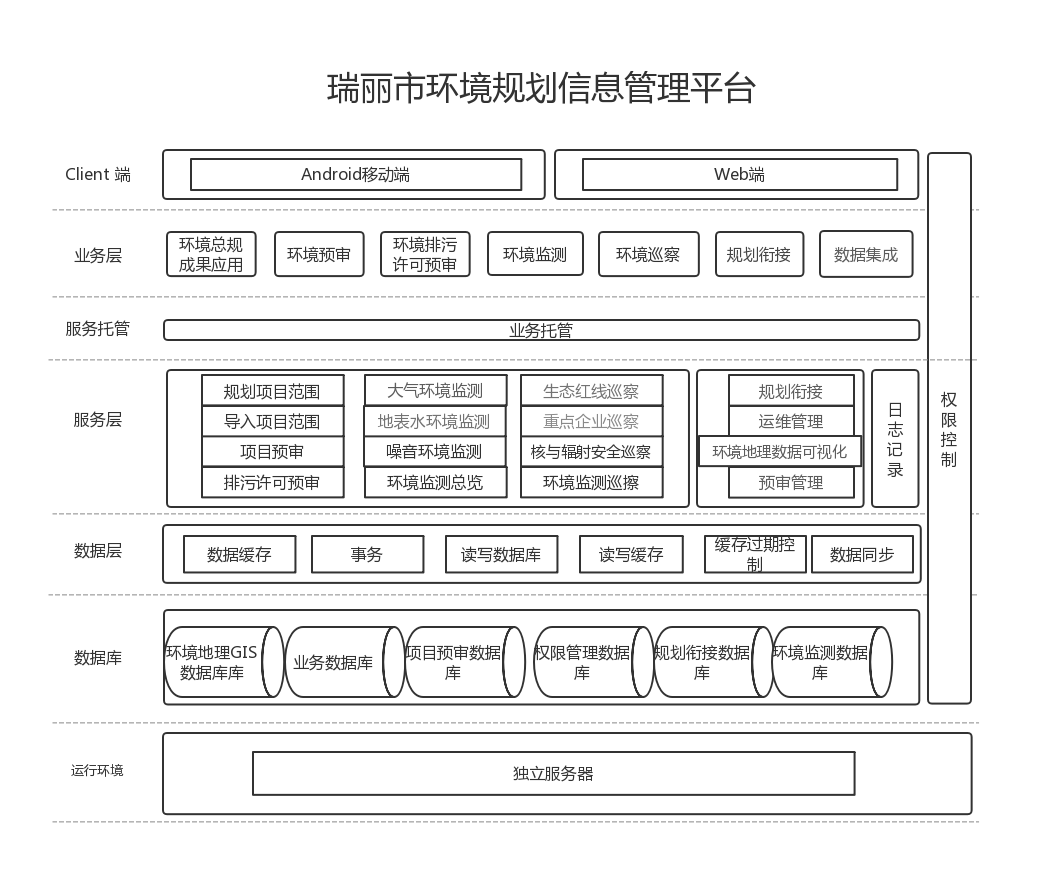 瑞丽市环境规划信息管理平台
Client 端
Android移动端
Web端
业务层
环境总规
成果应用
环境预审
环境排污
许可预审
环境监测
环境巡察
规划衔接
数据集成
服务托管
业务托管
服务层
规划项目范围
导入项目范围
项目预审
排污许可预审
大气环境监测
地表水环境监测
噪音环境监测
环境监测总览
生态红线巡察
重点企业巡察
核与辐射安全巡察
环境监测巡擦
规划衔接
运维管理
环境地理数据可视化
预审管理
日
志
记
录
权
限
控
制
数据层
数据缓存
事务
读写数据库
读写缓存
缓存过期控
制
数据同步
数据库
环境地理GIS
数据库库
业务数据库
项目预审数据
库
权限管理数据
库
规划衔接数据
库
环境监测数据
库
运行环境
独立服务器